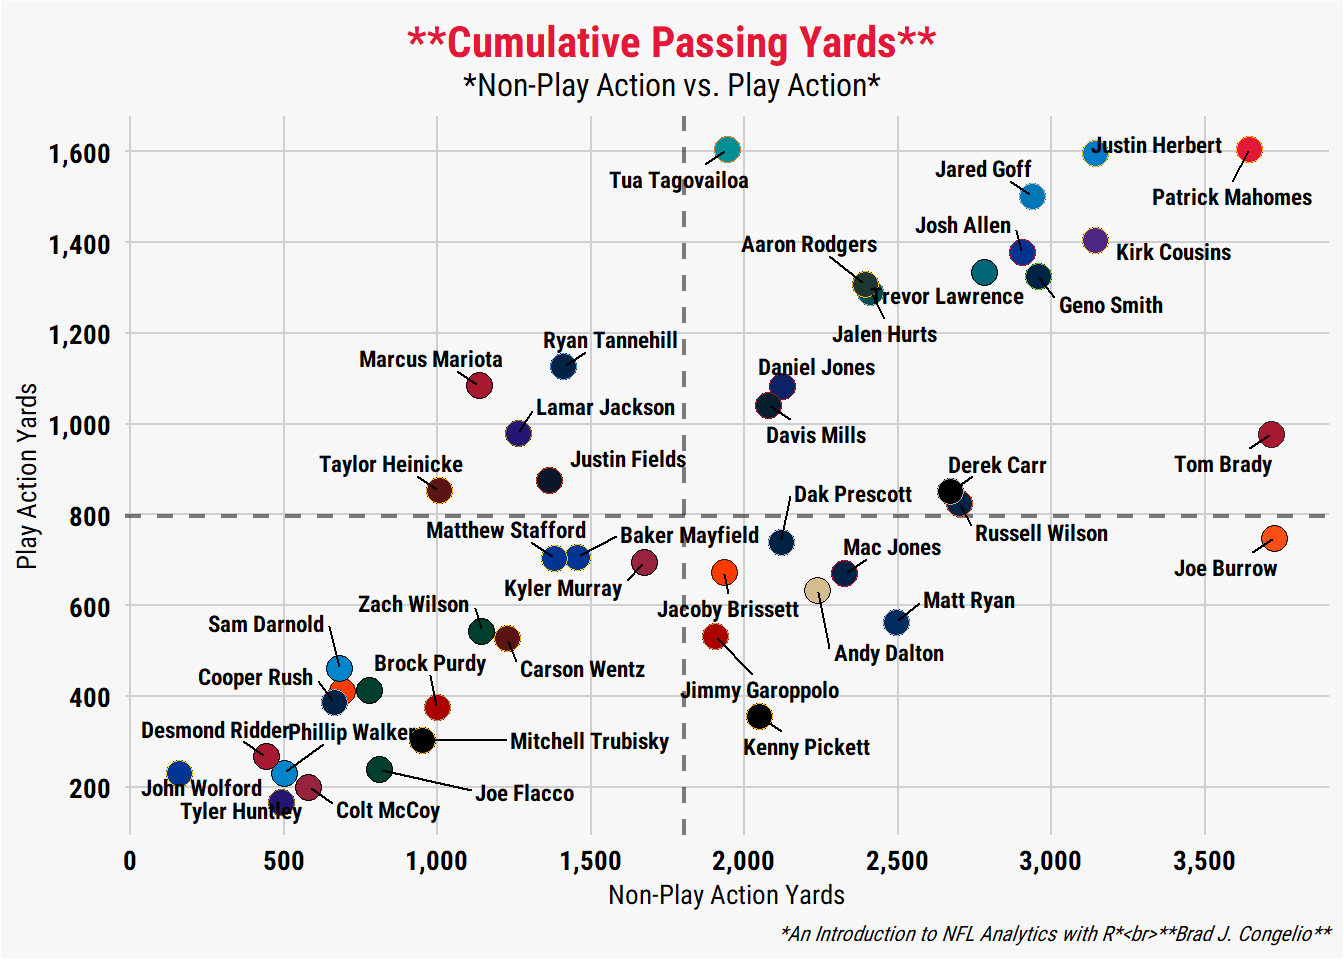 **Cumulative Passing Yards**
*Non-Play Action vs. Play Action*
Play Action Yards
1,600
1,400
1,200
1,000
800
600
400
200
Justin Herbert
Tua Tagovailoa
Jared Goff
Patrick Mahomes
Josh Allen
Aaron Rodgers
Kirk Cousins
Trevor Lawrence
Geno Smith
Jalen Hurts
Ryan Tannehill
Marcus Mariota
Daniel Jones
Lamar Jackson
Davis Mills
Justin Fields
Taylor Heinicke
Tom Brady
Derek Carr
Dak Prescott
Matthew Stafford
Baker Mayfield
Russell Wilson
Mac Jones
Joe Burrow
Kyler Murray
Zach Wilson
Jacoby Brissett
Matt Ryan
Sam Darnold
Andy Dalton
Brock Purdy
Carson Wentz
Cooper Rush
Jimmy Garoppolo
Desmond Ridder
Phillip Walker
Mitchell Trubisky
Kenny Pickett
John Wolford
Joe Flacco
Tyler Huntley
Colt McCoy
0 500 1,000 1,500 2,000 2,500 3,000 3,500
Non-Play Action Yards
*An Introduction to NFL Analytics with R*<br>**Brad J. Congelio**